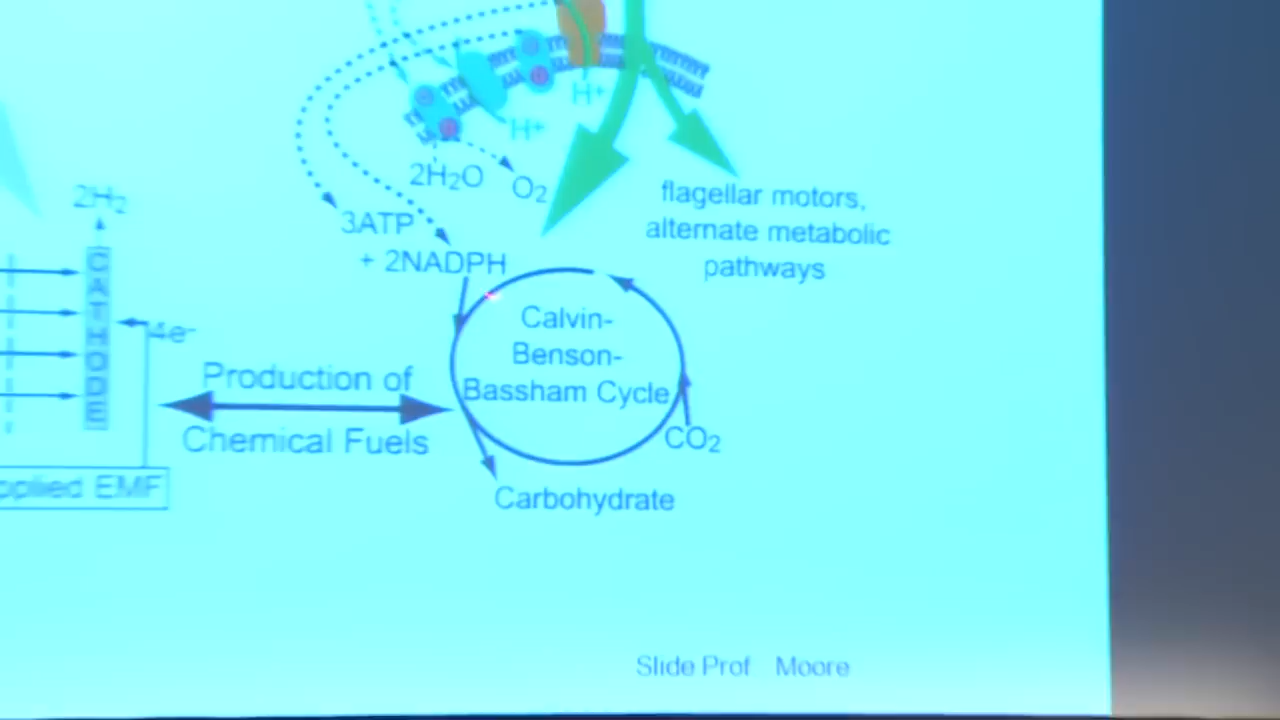 H+
H+
2H2O
O2
flagellar motors,
alternate metabolic
pathways
2H2
3ATP
+ 2NADPH
CATHODE
4e-
Calvin-
Benson-
Bassham Cycle
Production of
Chemical Fuels
CO2
pplied EMF
Carbohydrate
Slide Prof Moore